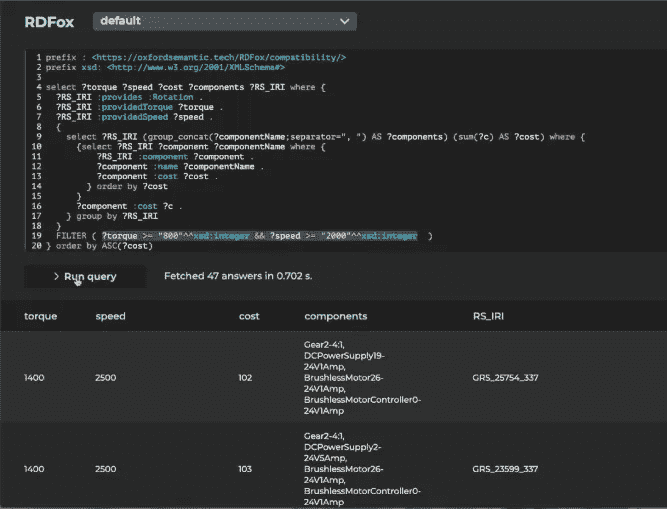 RDFox default
1 prefix : <https://oxfordsemantic.tech/RDFox/compatibility/>
2 prefix xsd: <http://www.w3.org/2001/XMLSchema#>
3
4 select ?torque ?speed ?cost ?components ?RS_IRI where {
5 ?RS_IRI :provides :Rotation .
6 ?RS_IRI :providedTorque ?torque .
7 ?RS_IRI :providedSpeed ?speed .
8 {
9 select ?RS_IRI (group_concat(?componentName;separator=", ") AS ?components) (sum(?c) AS ?cost) where {
10 {select ?RS_IRI ?component ?componentName where {
11 ?RS_IRI :component ?component .
12 ?component :name ?componentName .
13 ?component :cost ?cost .
14 } order by ?cost
15 }
16 ?component :cost ?c .
17 } group by ?RS_IRI
18 }
19 FILTER ( ?torque >= "800"^^xsd:integer && ?speed >= "2000"^^xsd:integer )
20 } order by ASC(?cost)
> Run query Fetched 47 answers in 0.702 s.
torque speed cost components RS_IRI
Gear2-4:1,
DCPowerSupply19-
24V1Amp,
1400 2500 102 BrushlessMotor26- GRS_25754_337
24V1Amp,
BrushlessMotorController0-
24V1Amp
Gear2-4:1,
DCPowerSupply2-
24V5Amp,
1400 2500 103 BrushlessMotor26- GRS_23599_337
24V1Amp,
BrushlessMotorController0-
24V1Amp